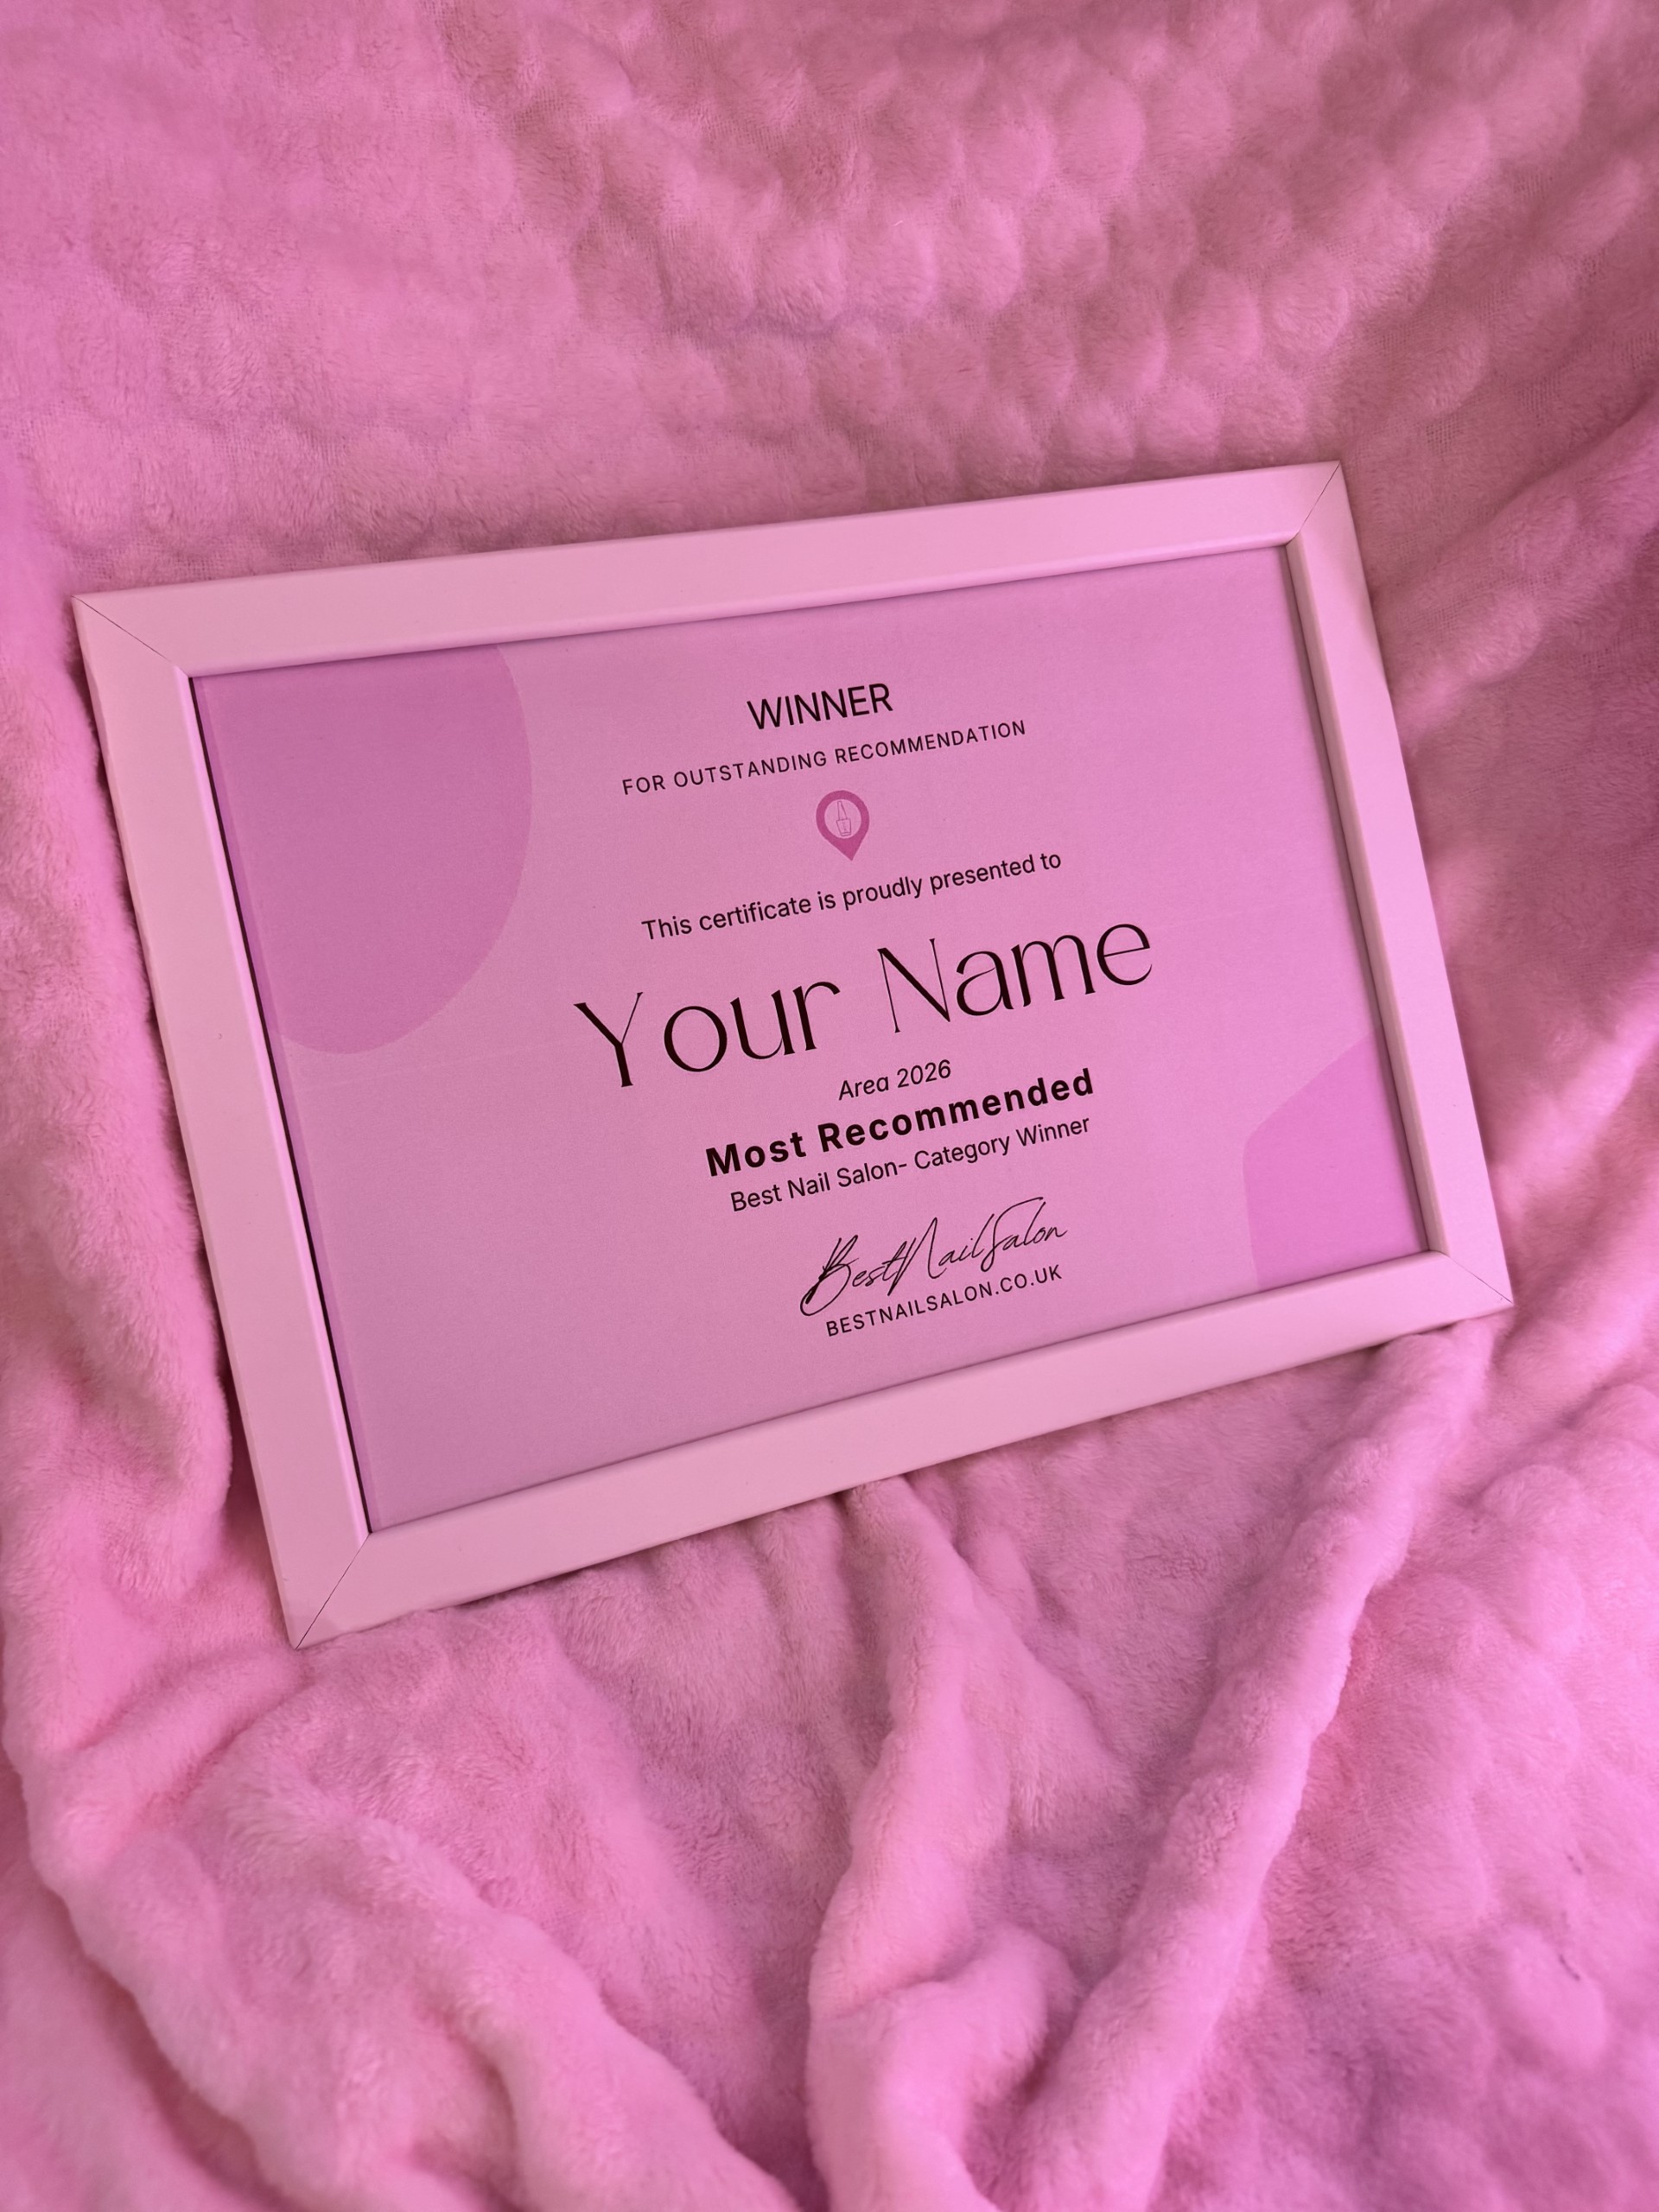 WINNER
FOR OUTSTANDING RECOMMENDATION
This certificate is proudly presented to
Your Name
Area 2026
Most Recommended
Best Nail Salon- Category Winner
BestNailSalon
BESTNAILSALON.CO.UK